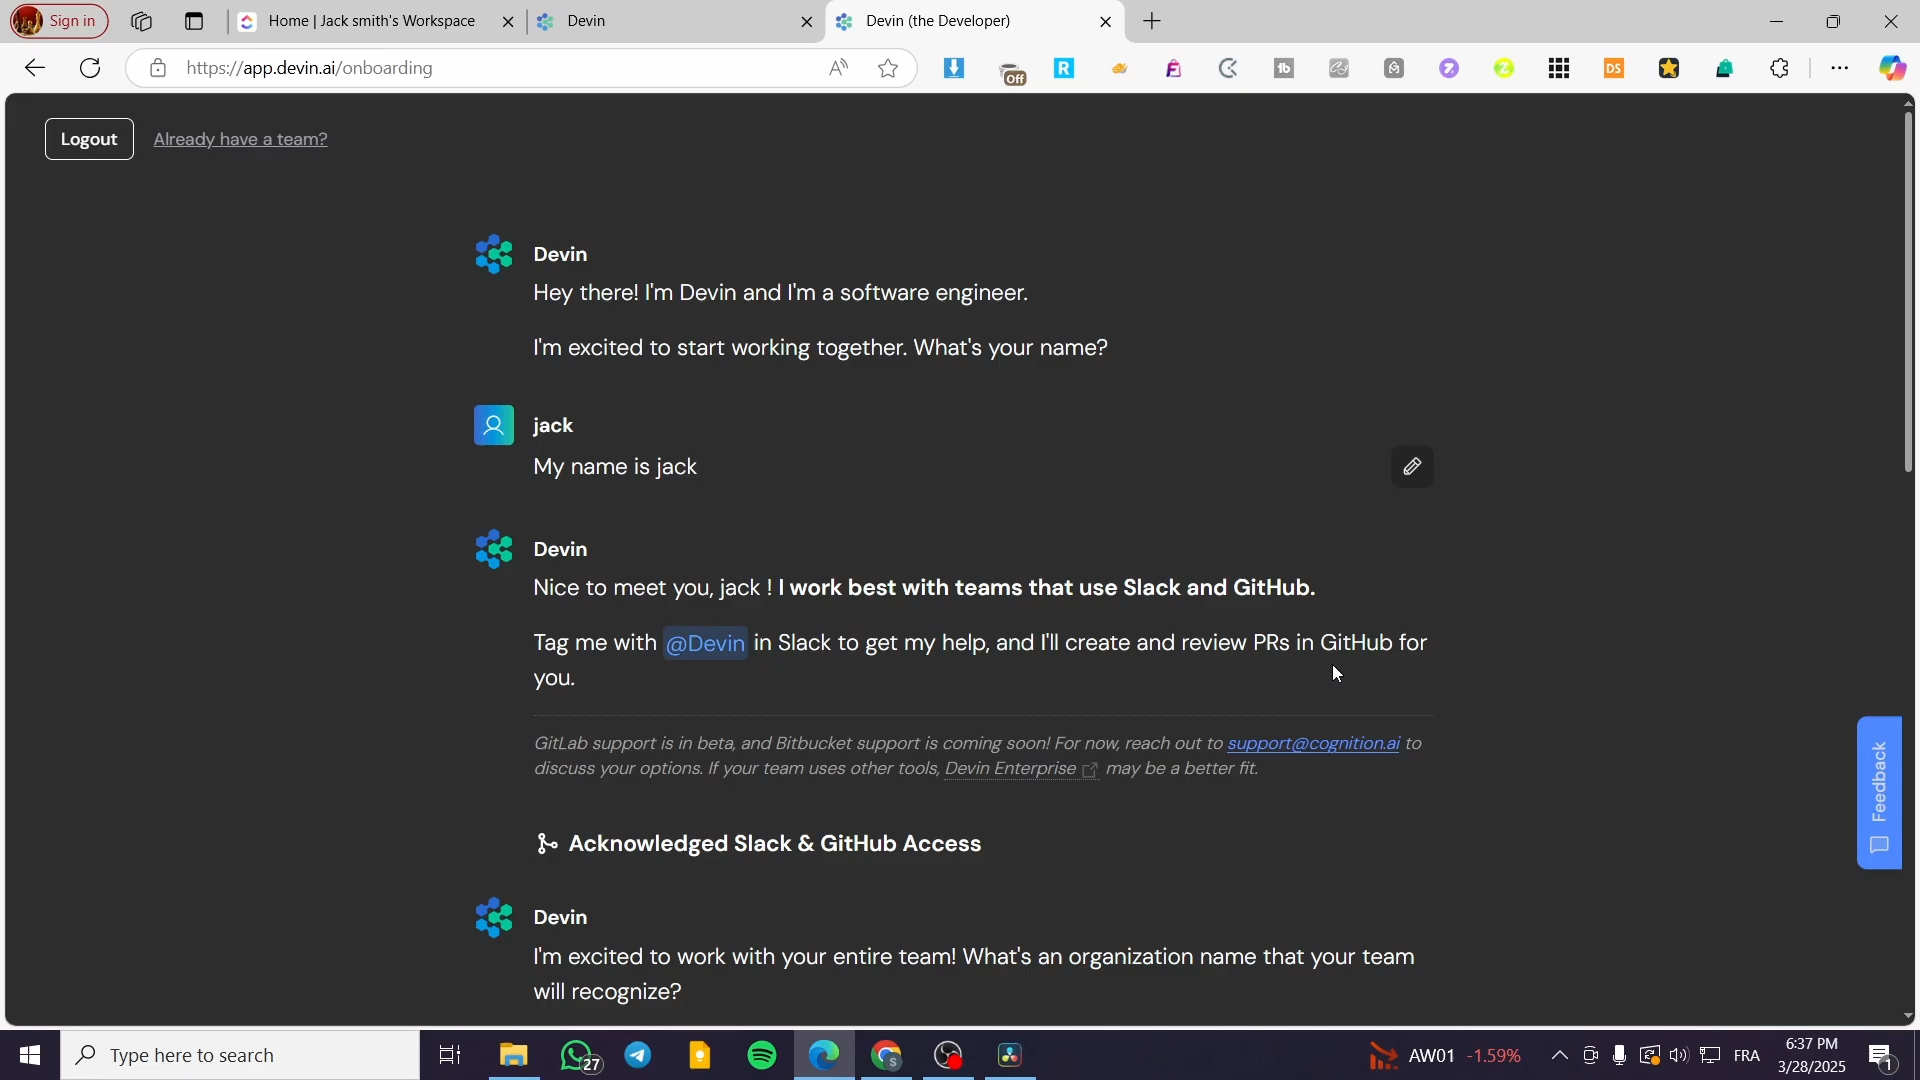 Sign in
Home | Jack smith's Workspace
Devin
Devin (the Developer)
https://app.devin.ai/onboarding
Off
R
tb
DS
Logout
Already have a team?
Devin
Hey there! I'm Devin and I'm a software engineer.
I'm excited to start working together. What's your name?
jack
My name is jack
Devin
Nice to meet you, jack ! I work best with teams that use Slack and GitHub.
Tag me with @Devin in Slack to get my help, and I'll create and review PRs in GitHub for
you.
GitLab support is in beta, and Bitbucket support is coming soon! For now, reach out to support@cognition.ai to
discuss your options. If your team uses other tools, Devin Enterprise may be a better fit.
Acknowledged Slack & GitHub Access
Feedback
Devin
I'm excited to work with your entire team! What's an organization name that your team
will recognize?
Type here to search
27
S
AW01 -1.59%
FRA
6:37 PM
3/28/2025
1